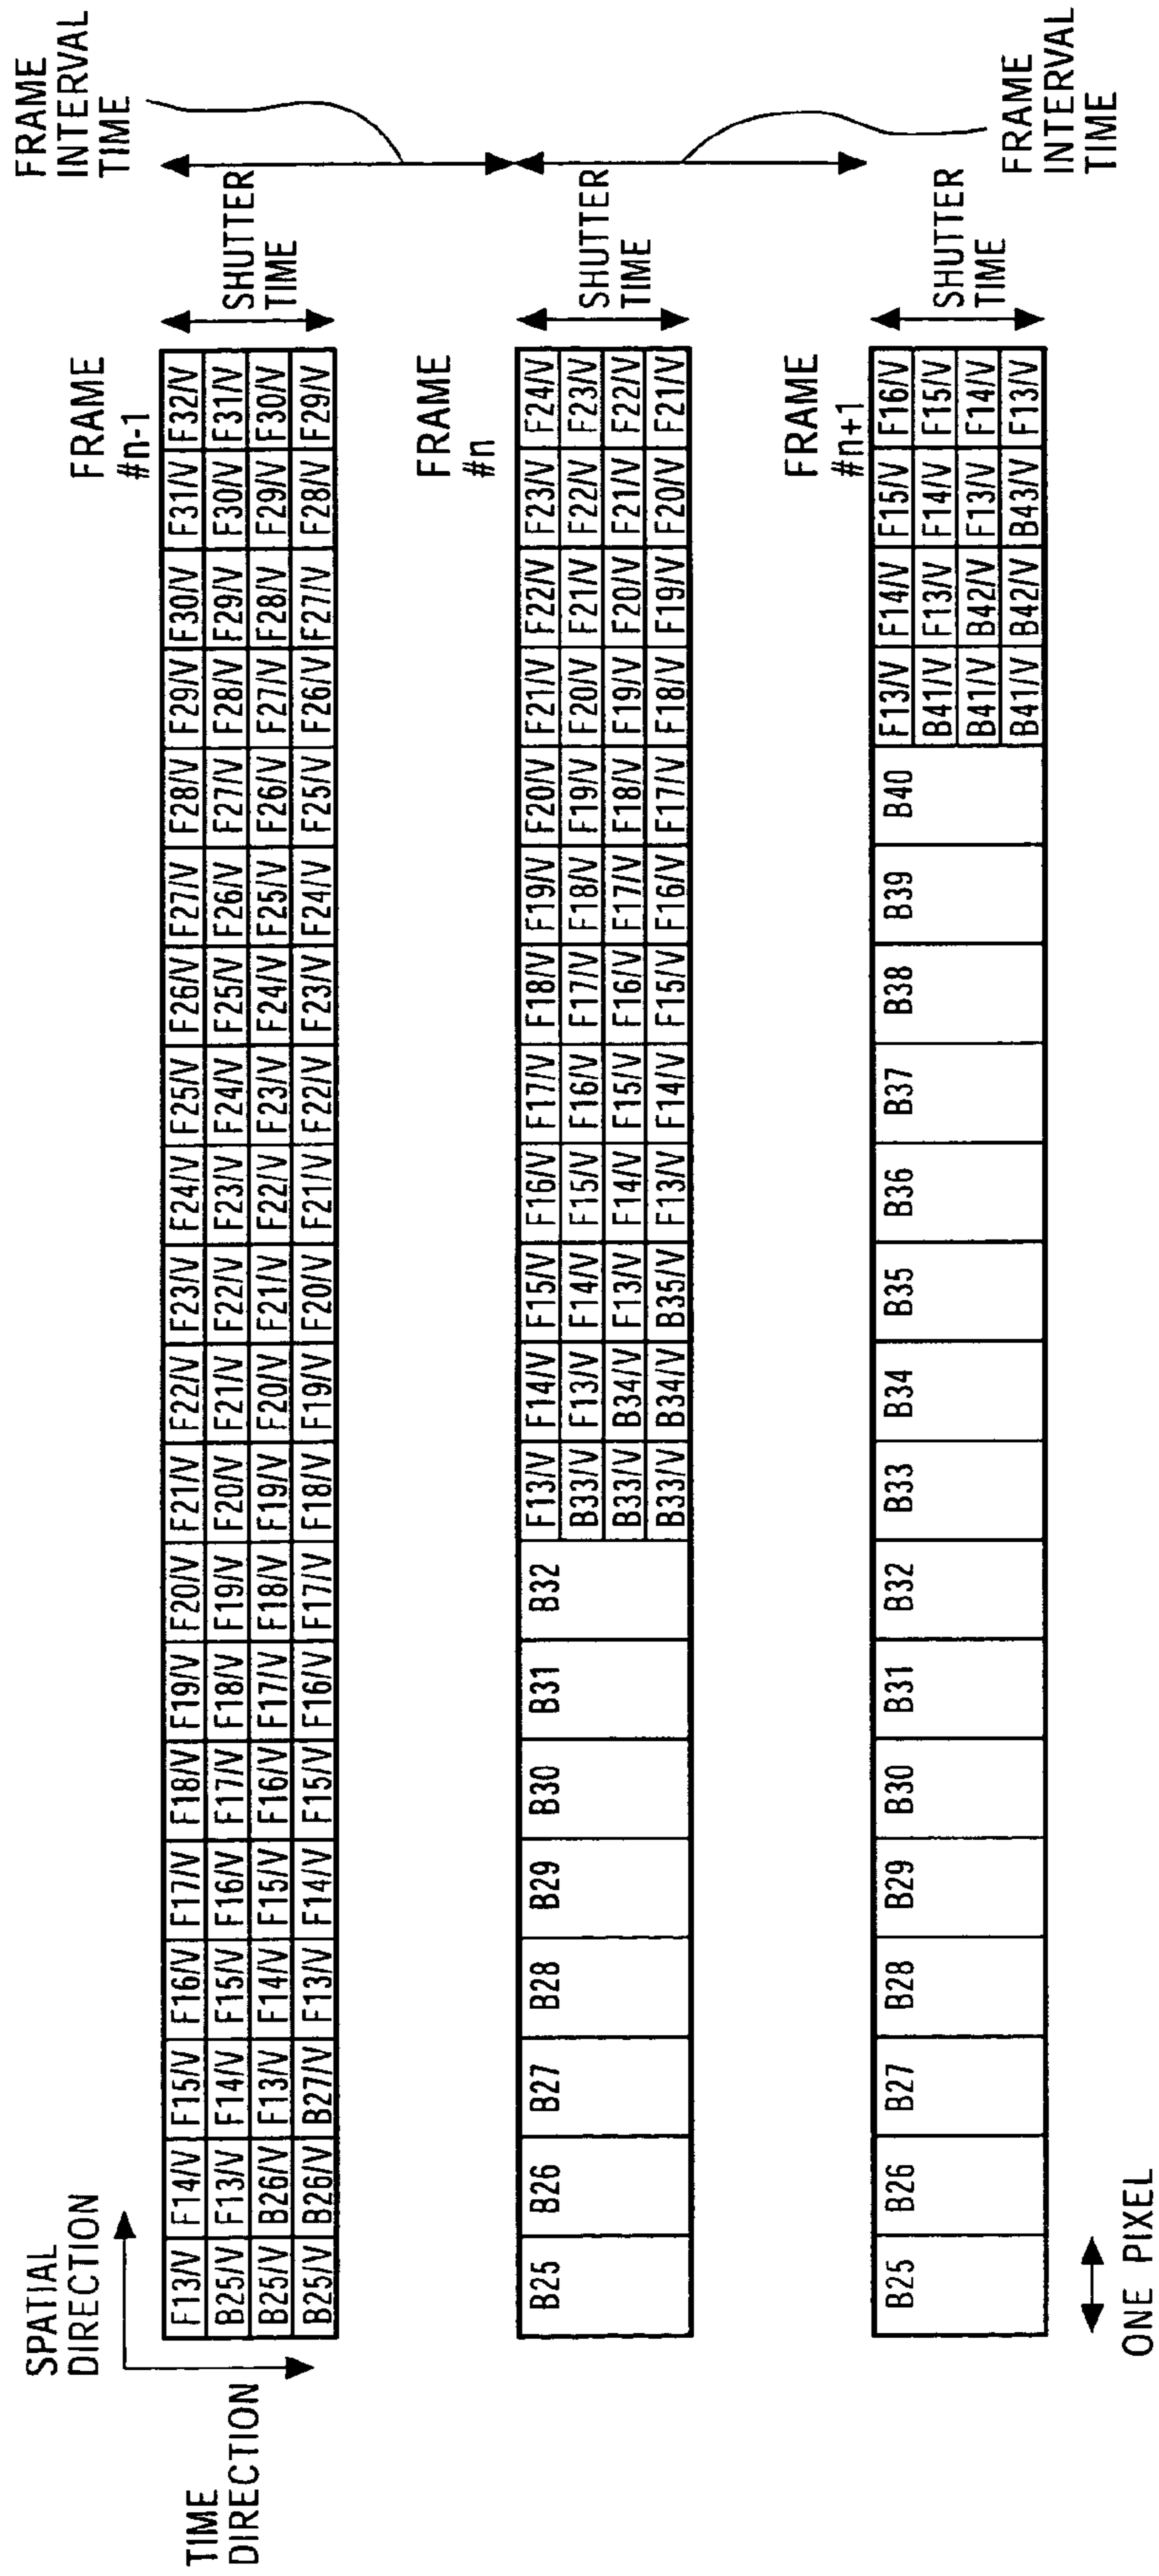 SPATIAL
DIRECTION
TIME
DIRECTION
FRAME
#n-1
F13/V F14/V F15/V F16/V F17/V F18/V F19/V F20/V F21/V F22/V F23/V F24/V F25/V F26/V F27/V F28/V F29/V F30/V F31/V F32/V
B25/V F13/V F14/V F15/V F16/V F17/V F18/V F19/V F20/V F21/V F22/V F23/V F24/V F25/V F26/V F27/V F28/V F29/V F30/V F31/V
B25/V B26/V F13/V F14/V F15/V F16/V F17/V F18/V F19/V F20/V F21/V F22/V F23/V F24/V F25/V F26/V F27/V F28/V F29/V F30/V
B25/V B26/V B27/V F13/V F14/V F15/V F16/V F17/V F18/V F19/V F20/V F21/V F22/V F23/V F24/V F25/V F26/V F27/V F28/V F29/V
SHUTTER
TIME
FRAME
INTERVAL
TIME
FRAME
#n
B25 B26 B27 B28 B29 B30 B31 B32 F13/V F14/V F15/V F16/V F17/V F18/V F19/V F20/V F21/V F22/V F23/V F24/V
B33/V F13/V F14/V F15/V F16/V F17/V F18/V F19/V F20/V F21/V F22/V F23/V
B33/V B34/V F13/V F14/V F15/V F16/V F17/V F18/V F19/V F20/V F21/V F22/V
B33/V B34/V B35/V F13/V F14/V F15/V F16/V F17/V F18/V F19/V F20/V F21/V
SHUTTER
TIME
FRAME
#n+1
B25 B26 B27 B28 B29 B30 B31 B32 B33 B34 B35 B36 B37 B38 B39 B40 F13/V F14/V F15/V F16/V
B41/V F13/V F14/V F15/V
B41/V B42/V F13/V F14/V
B41/V B42/V B43/V F13/V
SHUTTER
TIME
FRAME
INTERVAL
TIME
ONE PIXEL